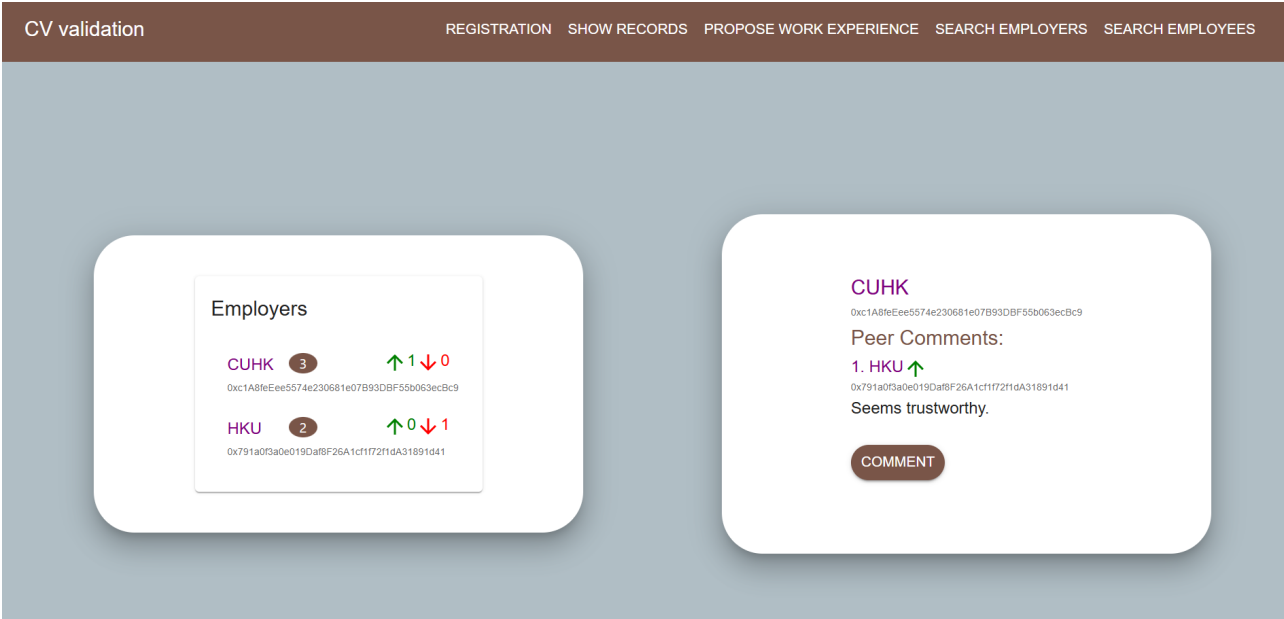 CV validation
REGISTRATION SHOW RECORDS PROPOSE WORK EXPERIENCE SEARCH EMPLOYERS SEARCH EMPLOYEES
Employers
CUHK 3 ↑ 1 ↓ 0
0xc1A8feEee5574e230681e07B93DBF55b063ecBc9
HKU 2 ↑ 0 ↓ 1
0x791a0f3a0e019Daf8F26A1cf1f72f1dA31891d41
CUHK
0xc1A8feEee5574e230681e07B93DBF55b063ecBc9
Peer Comments:
1. HKU ↑
0x791a0f3a0e019Daf8F26A1cf1f72f1dA31891d41
Seems trustworthy.
COMMENT